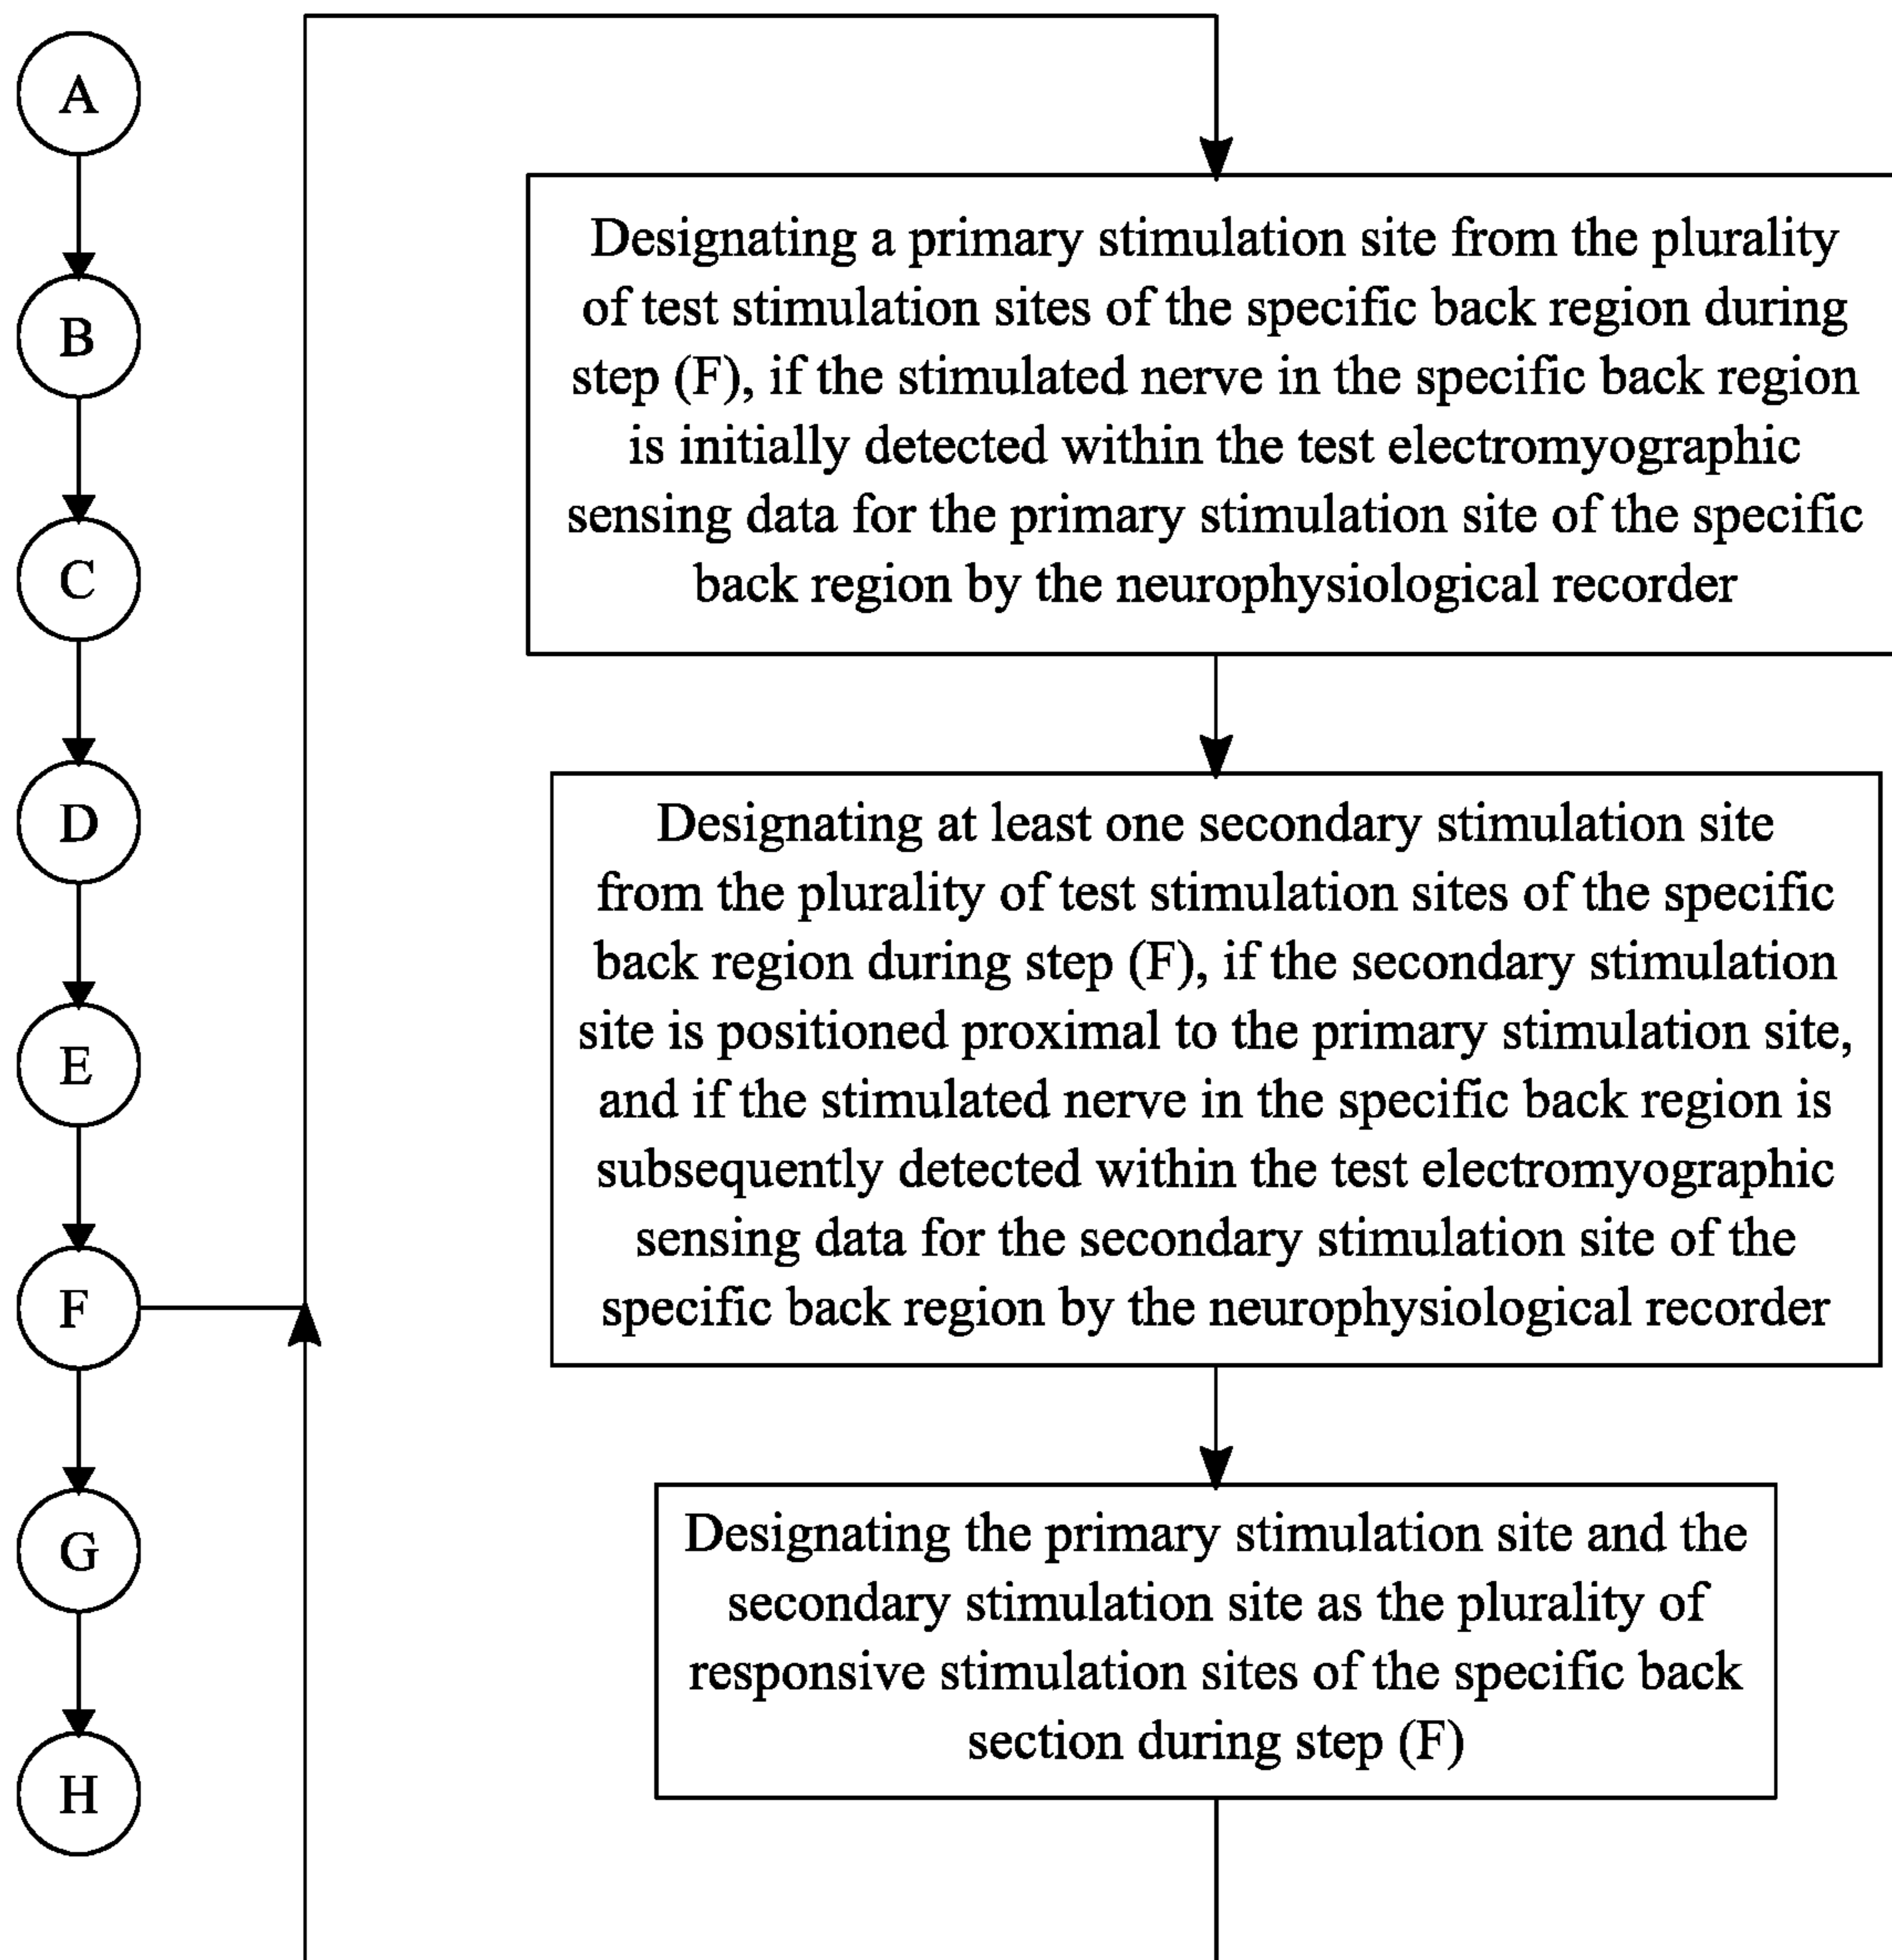 A
B
C
D
E
F
G
H
Designating a primary stimulation site from the plurality
of test stimulation sites of the specific back region during
step (F), if the stimulated nerve in the specific back region
is initially detected within the test electromyographic
sensing data for the primary stimulation site of the specific
back region by the neurophysiological recorder
Designating at least one secondary stimulation site
from the plurality of test stimulation sites of the specific
back region during step (F), if the secondary stimulation
site is positioned proximal to the primary stimulation site,
and if the stimulated nerve in the specific back region is
subsequently detected within the test electromyographic
sensing data for the secondary stimulation site of the
specific back region by the neurophysiological recorder
Designating the primary stimulation site and the
secondary stimulation site as the plurality of
responsive stimulation sites of the specific back
section during step (F)